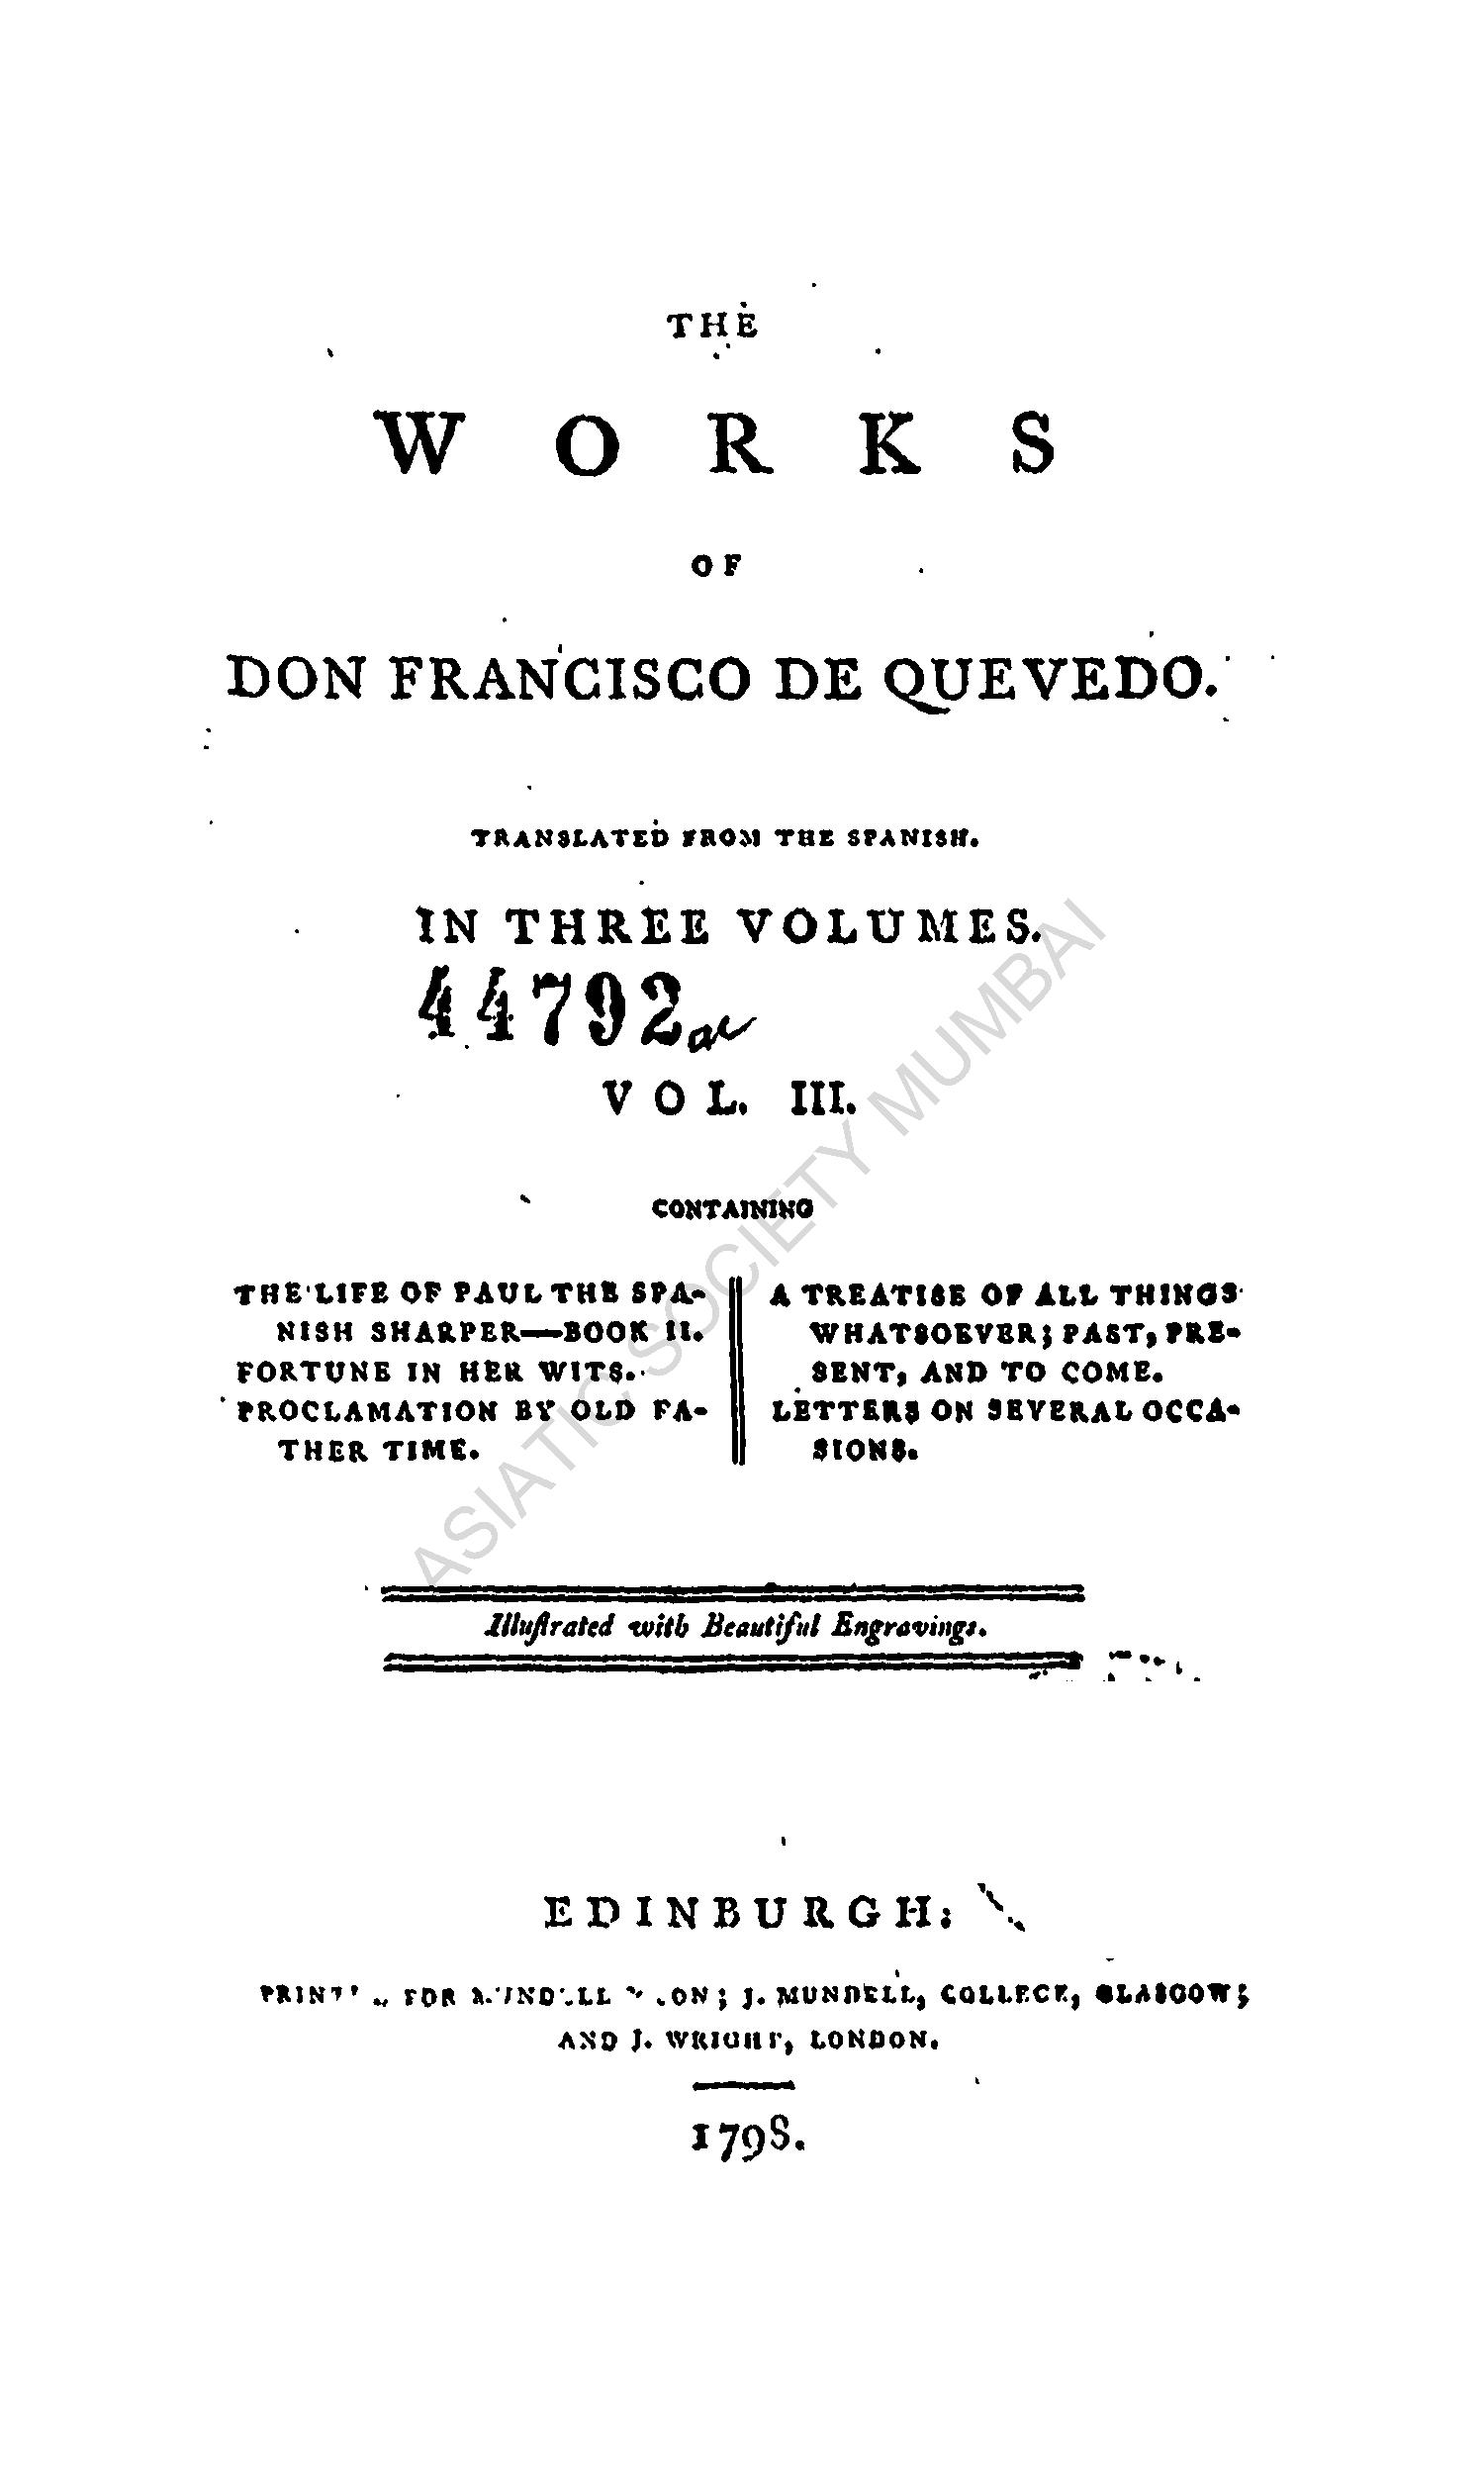 THE
WORKS
OF
DON FRANCISCO DE QUEVEDO.
TRANSLATED FROM THE SPANISH.
IN THREE VOLUMES.
44792
VOL. III.
CONTAINING
THE LIFE OF PAUL THE SPA-
NISH SHARPER—BOOK II.
FORTUNE IN HER WITS.
PROCLAMATION BY OLD FA-
THER TIME.
A TREATISE OF ALL THINGS
WHATSOEVER; PAST, PRE-
SENT, AND TO COME.
LETTERS ON SEVERAL OCCA-
SIONS.
Illuſtrated with Beautiful Engravings.
EDINBURGH:
FOR J. MUNDELL, COLLEGE, GLASGOW;
AND J. WRIGHT, LONDON.
1798.
ASIATIC SOCIETY MUMBAI